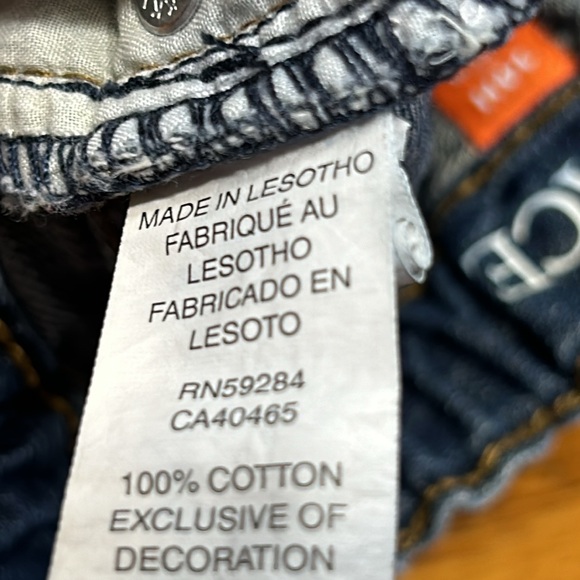 MADE IN LESOTHO
FABRIQUÉ AU
LESOTHO
FABRICADO EN
LESOTO
RN59284
CA40465
100% COTTON
EXCLUSIVE OF
DECORATION